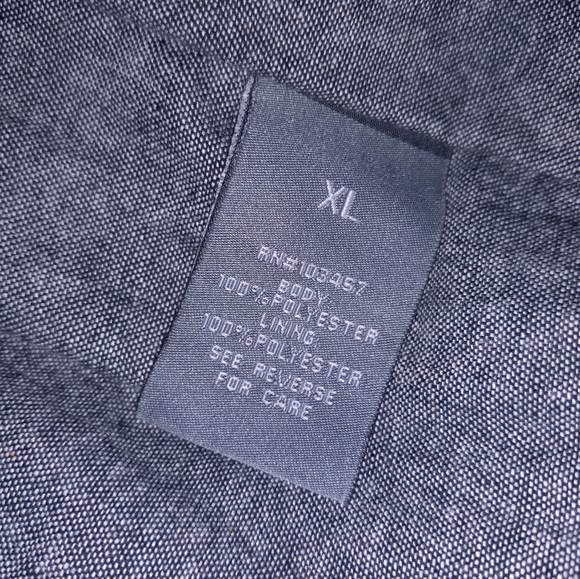 XL
RN#103457
BODY
100%POLYESTER
LINING
100%POLYESTER
SEE REVERSE
FOR CARE